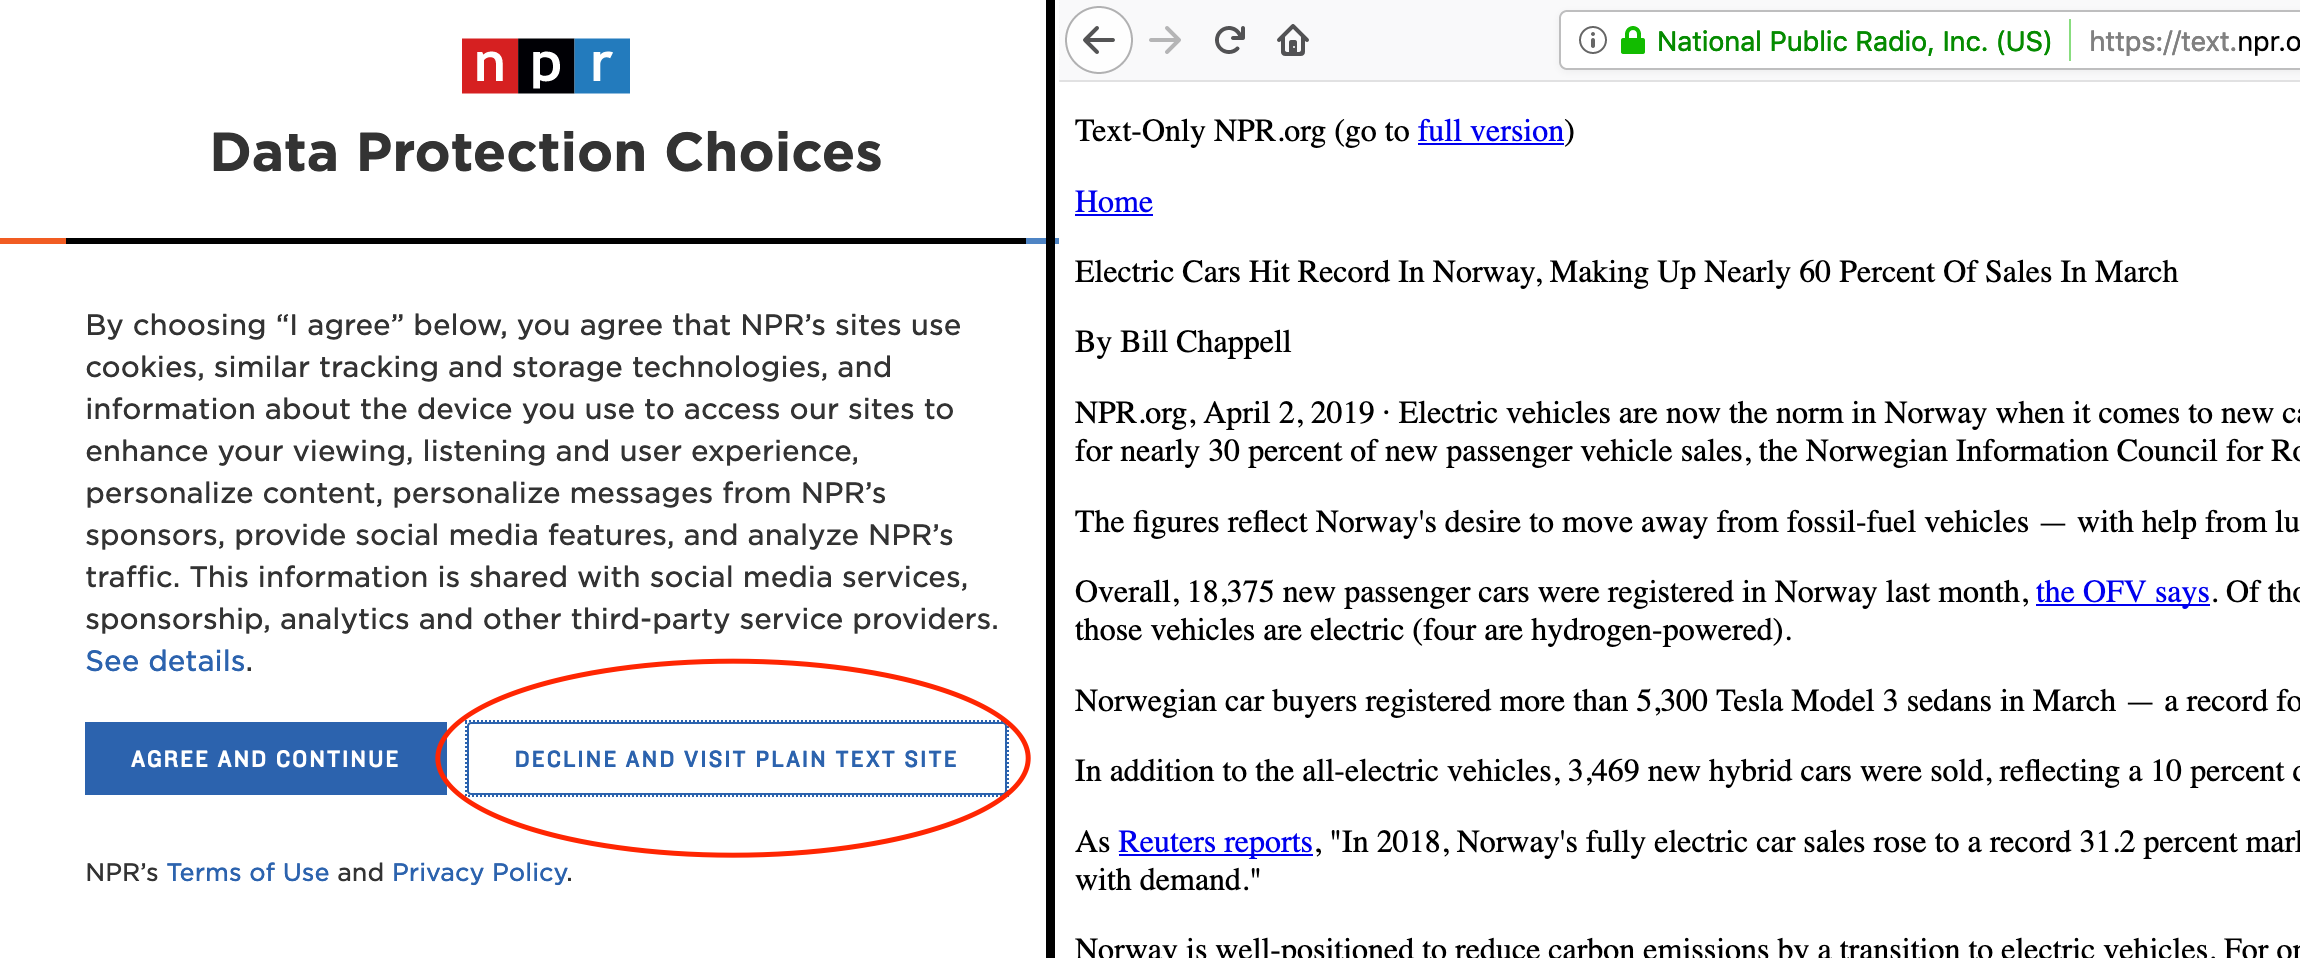 npr
Data Protection Choices
By choosing “I agree” below, you agree that NPR’s sites use
cookies, similar tracking and storage technologies, and
information about the device you use to access our sites to
enhance your viewing, listening and user experience,
personalize content, personalize messages from NPR’s
sponsors, provide social media features, and analyze NPR’s
traffic. This information is shared with social media services,
sponsorship, analytics and other third-party service providers.
See details.
AGREE AND CONTINUE
DECLINE AND VISIT PLAIN TEXT SITE
NPR’s Terms of Use and Privacy Policy.
National Public Radio, Inc. (US)
https://text.npr.o
Text-Only NPR.org (go to full version)
Home
Electric Cars Hit Record In Norway, Making Up Nearly 60 Percent Of Sales In March
By Bill Chappell
NPR.org, April 2, 2019 · Electric vehicles are now the norm in Norway when it comes to new
for nearly 30 percent of new passenger vehicle sales, the Norwegian Information Council for
The figures reflect Norway's desire to move away from fossil-fuel vehicles — with help from
Overall, 18,375 new passenger cars were registered in Norway last month, the OFV says. Of
those vehicles are electric (four are hydrogen-powered).
Norwegian car buyers registered more than 5,300 Tesla Model 3 sedans in March — a record
In addition to the all-electric vehicles, 3,469 new hybrid cars were sold, reflecting a 10 percent
As Reuters reports, "In 2018, Norway's fully electric car sales rose to a record 31.2 percent
with demand."
Norway is well-positioned to reduce carbon emissions by a transition to electric vehicles. For